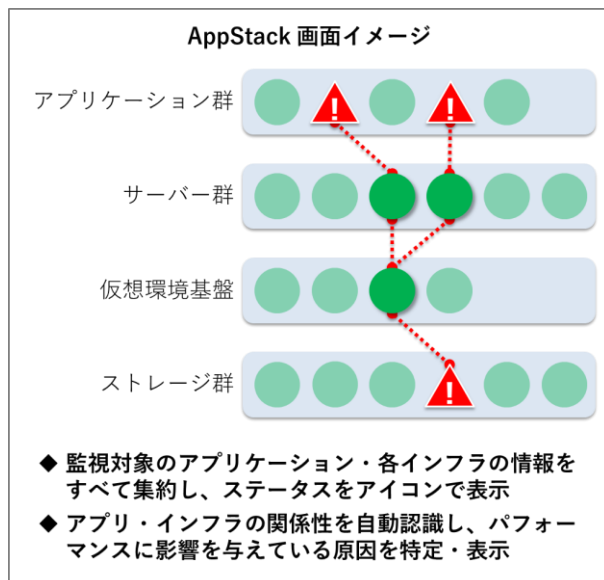 AppStack 画面イメージ
アプリケーション群
!
!
サーバー群
仮想環境基盤
ストレージ群
!
◆ 監視対象のアプリケーション・各インフラの情報を
すべて集約し、ステータスをアイコンで表示
◆ アプリ・インフラの関係性を自動認識し、パフォー
マンスに影響を与えている原因を特定・表示